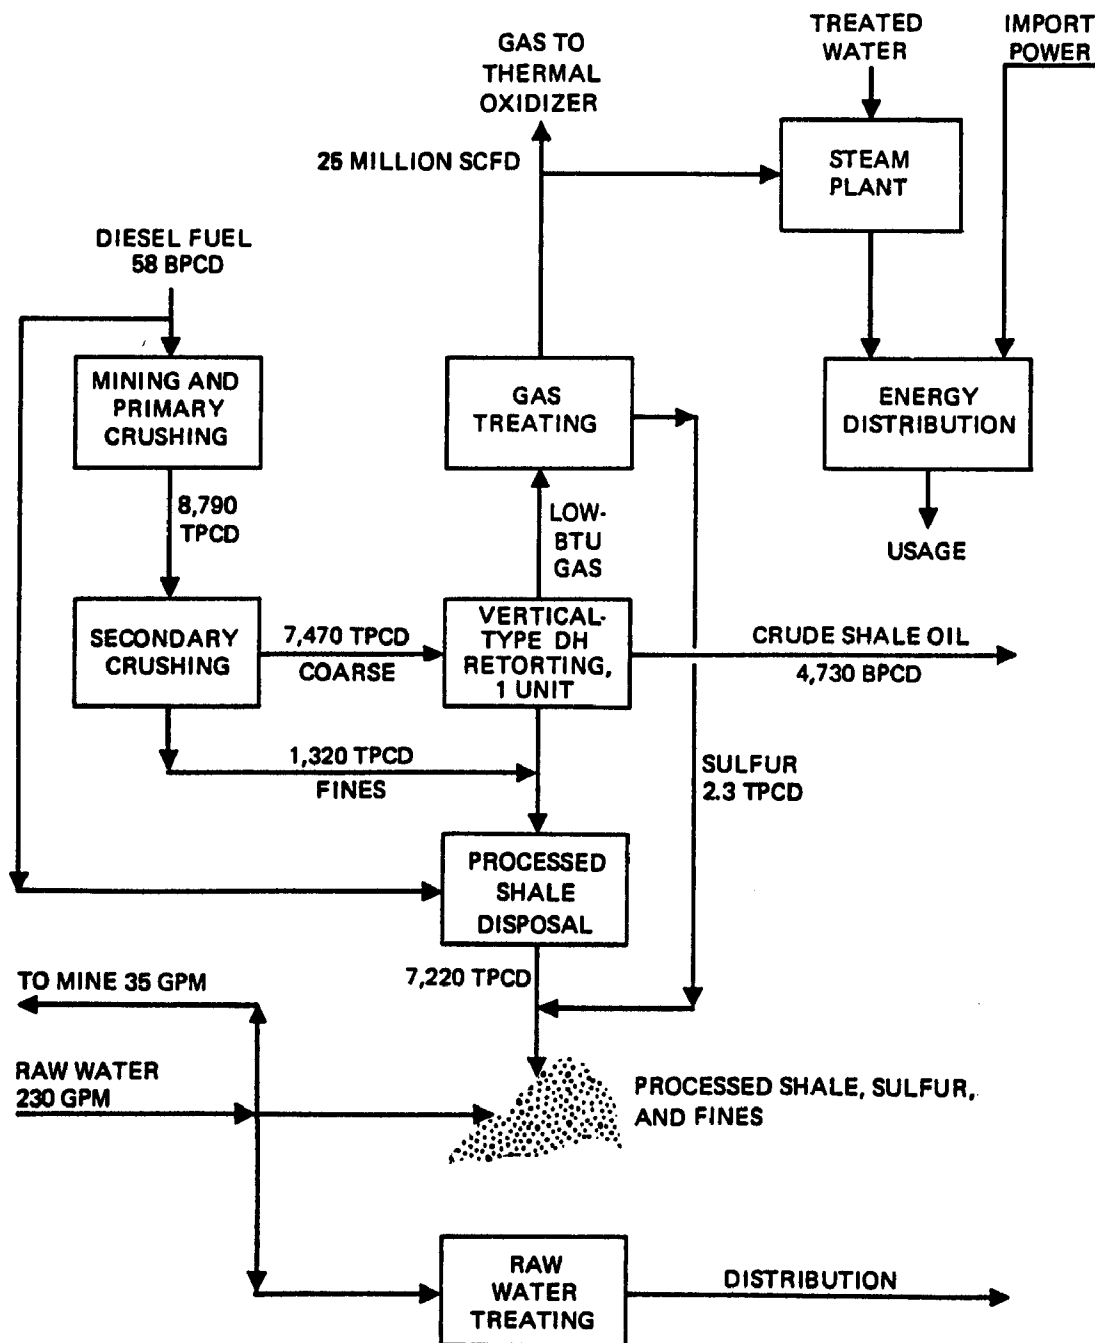 TREATED
WATER
IMPORT
POWER
GAS TO
THERMAL
OXIDIZER
25 MILLION SCFD
STEAM
PLANT
DIESEL FUEL
58 BPCD
MINING AND
PRIMARY
CRUSHING
GAS
TREATING
ENERGY
DISTRIBUTION
8,790
TPCD
LOW-
BTU
GAS
USAGE
SECONDARY
CRUSHING
7,470 TPCD
COARSE
VERTICAL-
TYPE DH
RETORTING,
1 UNIT
CRUDE SHALE OIL
4,730 BPCD
1,320 TPCD
FINES
SULFUR
2.3 TPCD
PROCESSED
SHALE
DISPOSAL
TO MINE 35 GPM
7,220 TPCD
RAW WATER
230 GPM
PROCESSED SHALE, SULFUR,
AND FINES
RAW
WATER
TREATING
DISTRIBUTION